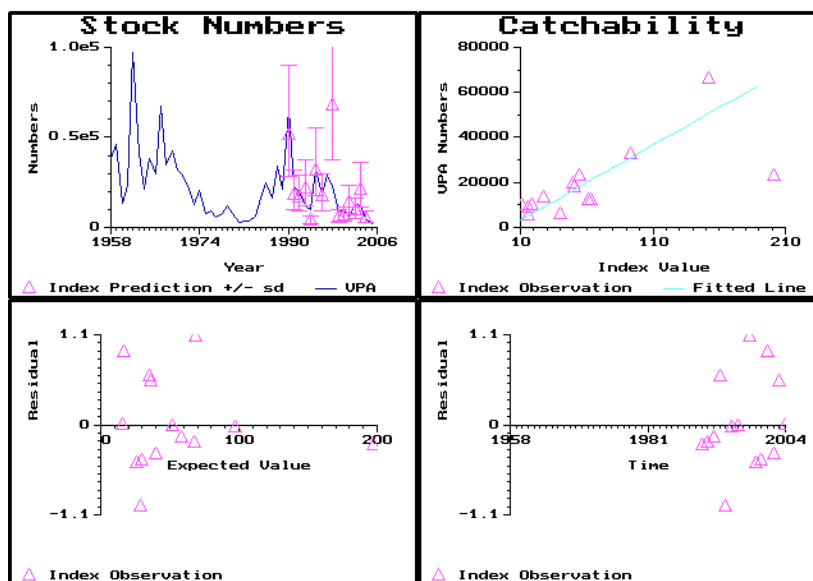 Stock Numbers
1.0e5
0.5e5
0
Numbers
1958 1974 1990 2006
Year
Index Prediction +/- sd VPA
Catchability
80000
60000
40000
20000
0
VPA Numbers
10 110 210
Index Value
Index Observation Fitted Line
1.1
0
-1.1
Residual
0 100 200
Expected Value
Index Observation
1.1
0
-1.1
Residual
1958 1981 2004
Time
Index Observation